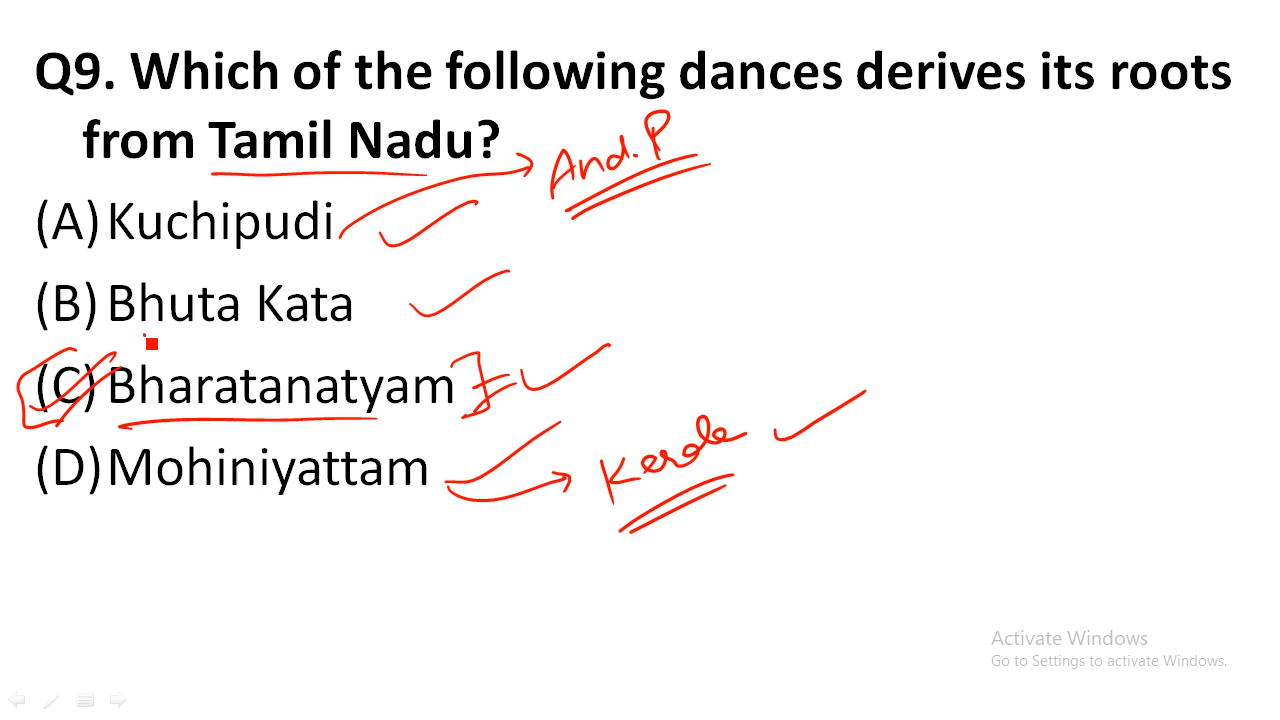 Q9. Which of the following dances derives its roots
from Tamil Nadu?
And. P
(A) Kuchipudi
(B) Bhuta Kata
(C) Bharatanatyam
(D) Mohiniyattam
Kerala
Activate Windows
Go to Settings to activate Windows.